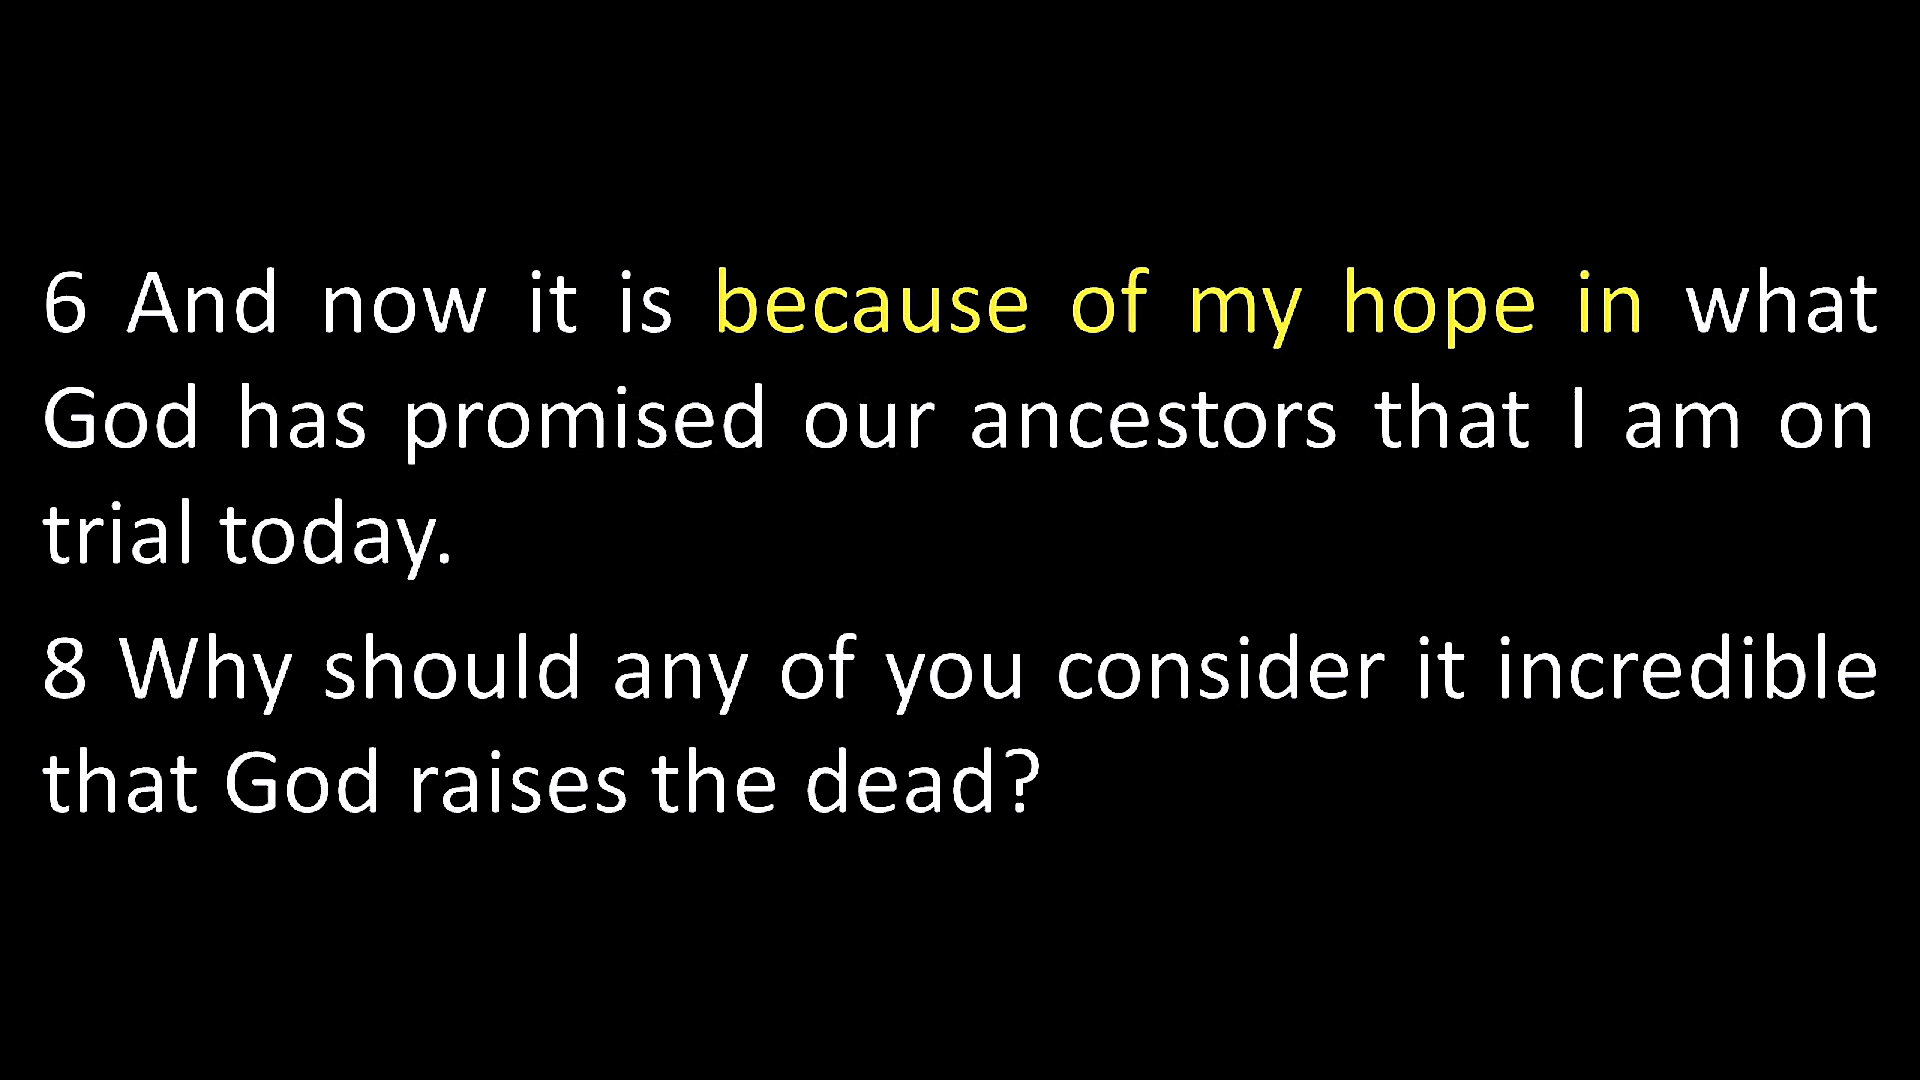 6 And now it is because of my hope in what
God has promised our ancestors that I am on
trial today.
8 Why should any of you consider it incredible
that God raises the dead?